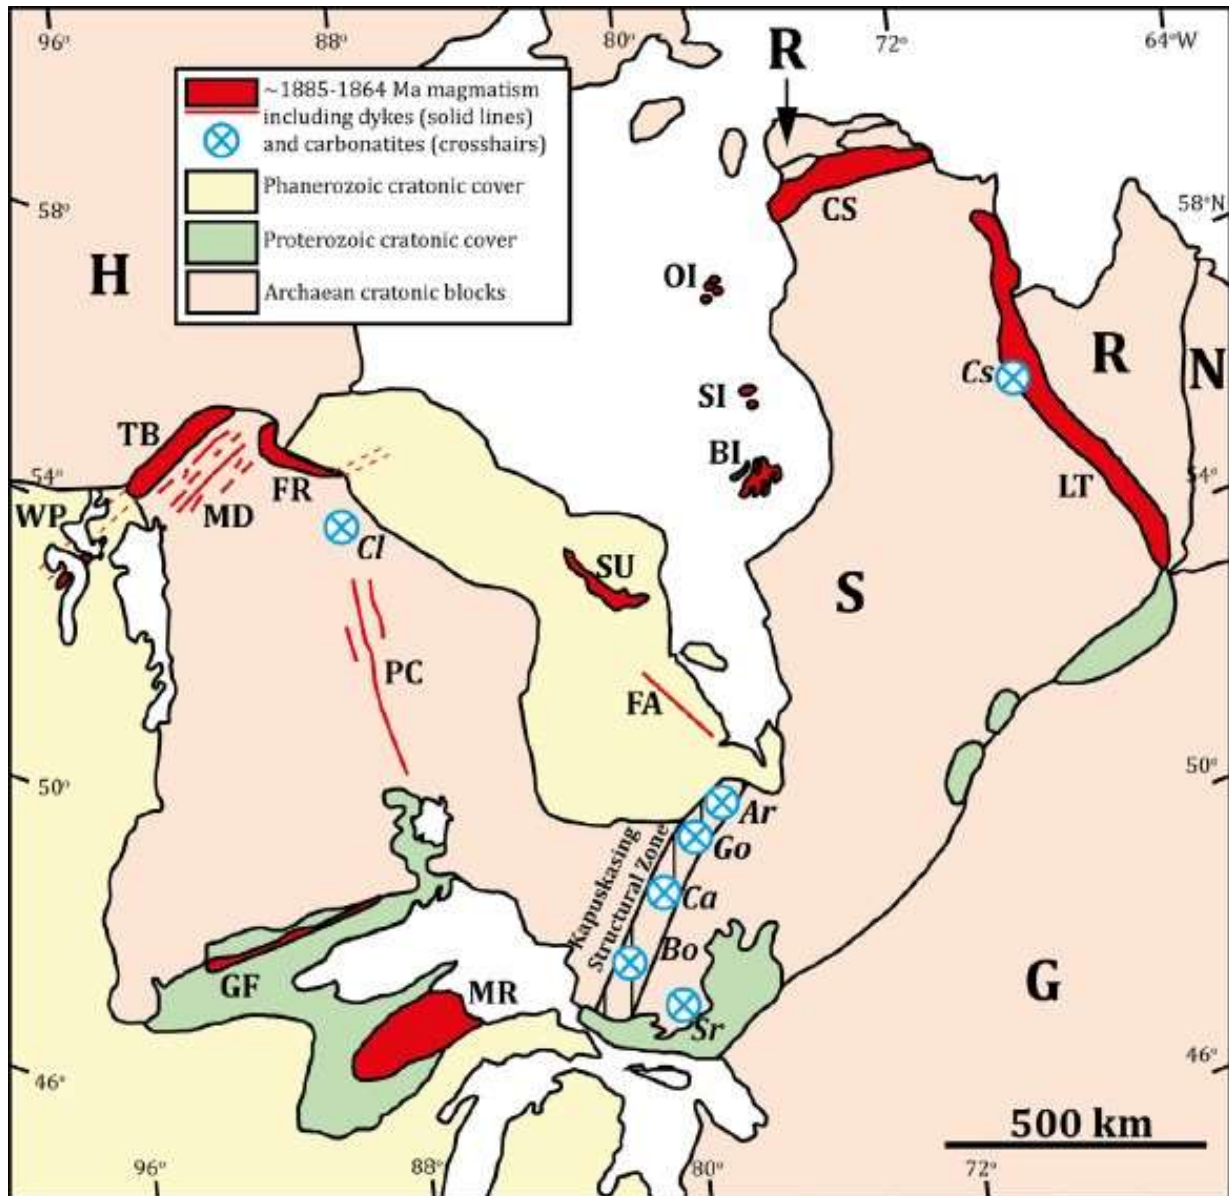 96° 88° 80° 72° 64°W
R
~1885-1864 Ma magmatism
including dykes (solid lines)
and carbonatites (crosshairs)
Phanerozoic cratonic cover
Proterozoic cratonic cover
Archaean cratonic blocks
58°
58°N
CS
H
OI
R
N
Cs
SI
TB
BI
54°
FR
LT
54°
WP
MD
Cl
SU
S
PC
FA
50°
50°
Ar
Go
Kapuskasing
Structural Zone
Ca
Bo
GF
MR
G
Sr
46°
46°
500 km
96° 88° 80° 72°